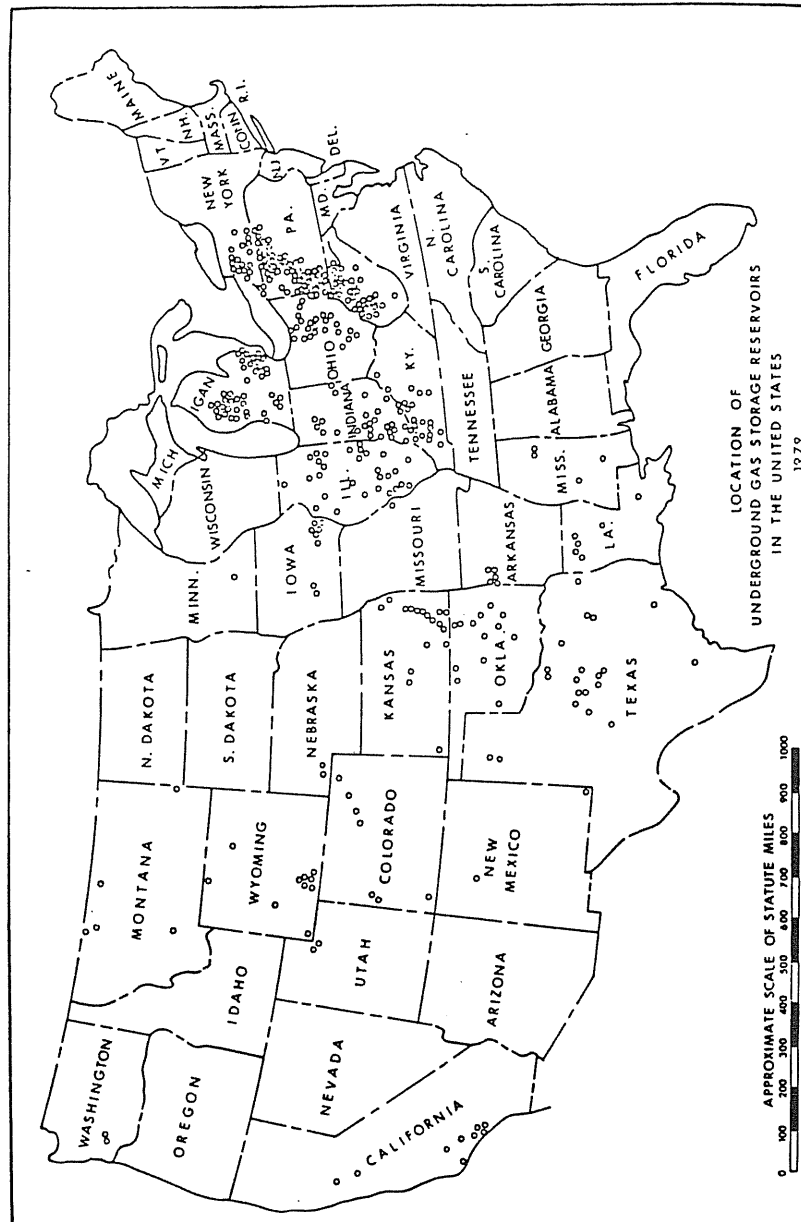 WASHINGTON
OREGON
CALIFORNIA
NEVADA
IDAHO
MONTANA
WYOMING
UTAH
ARIZONA
COLORADO
NEW
MEXICO
N. DAKOTA
S. DAKOTA
NEBRASKA
KANSAS
OKLA.
TEXAS
MINN.
IOWA
MISSOURI
ARKANSAS
LA.
WISCONSIN
ILL.
MICH
IGAN
INDIANA
OHIO
KY.
TENNESSEE
MISS.
ALABAMA
GEORGIA
FLORIDA
S.
CAROLINA
N.
CAROLINA
VIRGINIA
MD.
DEL.
PA.
NJ
NEW
YORK
CONN
R.I.
MASS.
VT.
NH.
MAINE
LOCATION OF
UNDERGROUND GAS STORAGE RESERVOIRS
IN THE UNITED STATES
1979
APPROXIMATE SCALE OF STATUTE MILES
0 100 200 300 400 500 600 700 800 900 1000